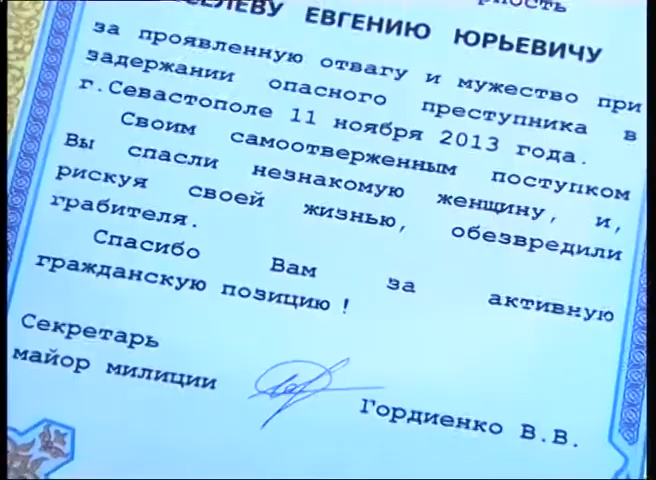 ЕВГЕНИЮ ЮРЬЕВИЧУ
за проявленную отвагу и мужество при
задержании опасного преступника в
г.Севастополе 11 ноября 2013 года.
Своим самоотверженным поступком
Вы спасли незнакомую женщину, и,
рискуя своей жизнью, обезвредили
грабителя.
Спасибо Вам за активную
гражданскую позицию !
Секретарь
майор милиции
Гордиенко В.В.